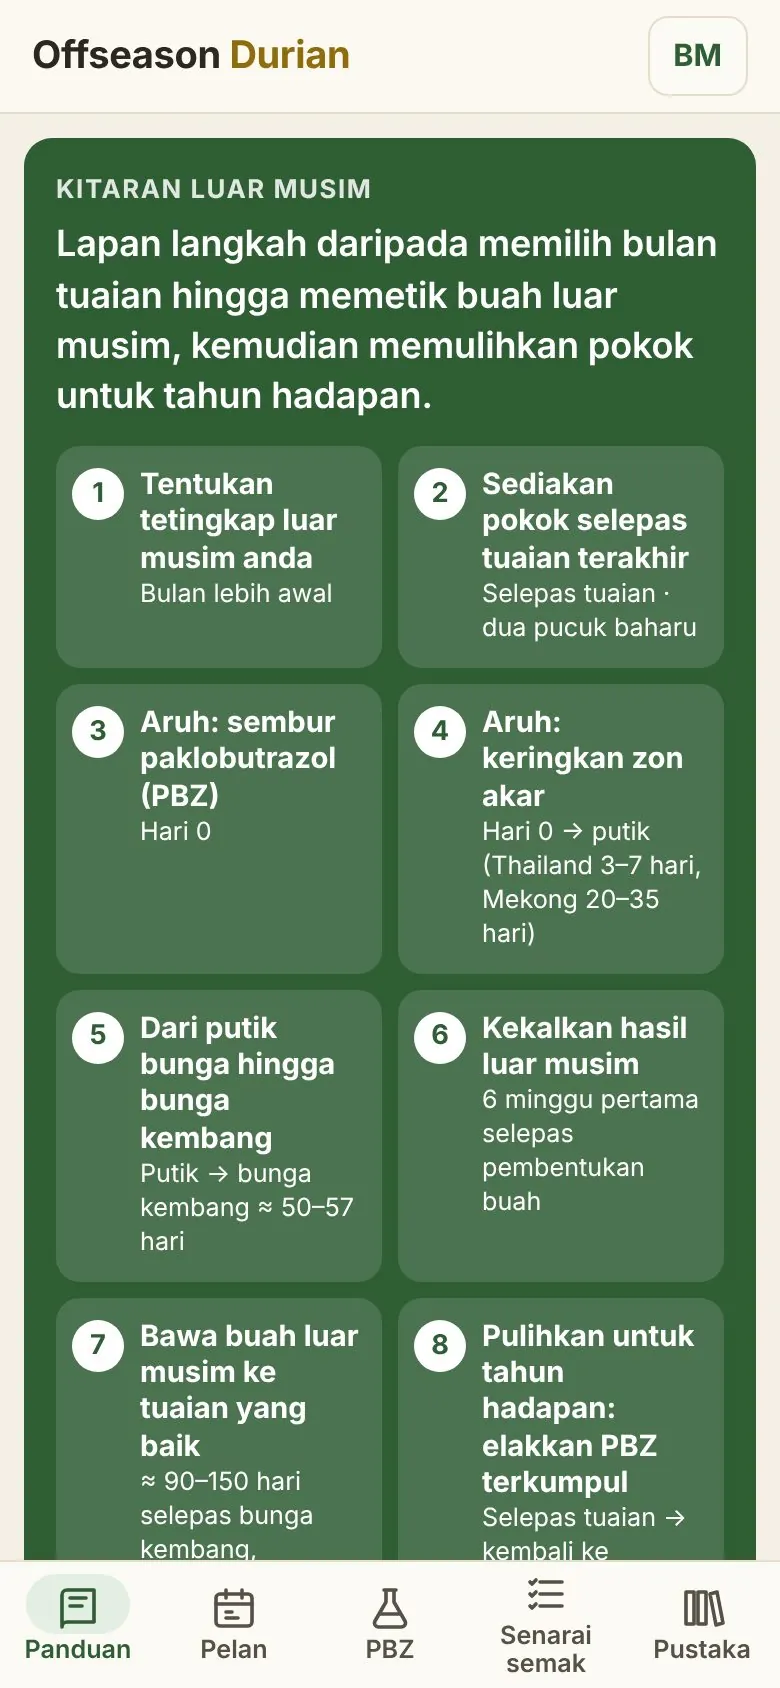 Offseason Durian
BM
KITARAN LUAR MUSIM
Lapan langkah daripada memilih bulan
tuaian hingga memetik buah luar
musim, kemudian memulihkan pokok
untuk tahun hadapan.
1
Tentukan
tetingkap luar
musim anda
Bulan lebih awal
2
Sediakan
pokok selepas
tuaian terakhir
Selepas tuaian ·
dua pucuk baharu
3
Aruh: sembur
paklobutrazol
(PBZ)
Hari 0
4
Aruh:
keringkan zon
akar
Hari 0 → putik
(Thailand 3–7 hari,
Mekong 20–35
hari)
5
Dari putik
bunga hingga
bunga
kembang
Putik → bunga
kembang ≈ 50–57
hari
6
Kekalkan hasil
luar musim
6 minggu pertama
selepas
pembentukan
buah
7
Bawa buah luar
musim ke
tuaian yang
baik
≈ 90–150 hari
selepas bunga
kembang,
8
Pulihkan untuk
tahun
hadapan:
elakkan PBZ
terkumpul
Selepas tuaian →
kembali ke
Panduan
Pelan
PBZ
Senarai
semak
Pustaka